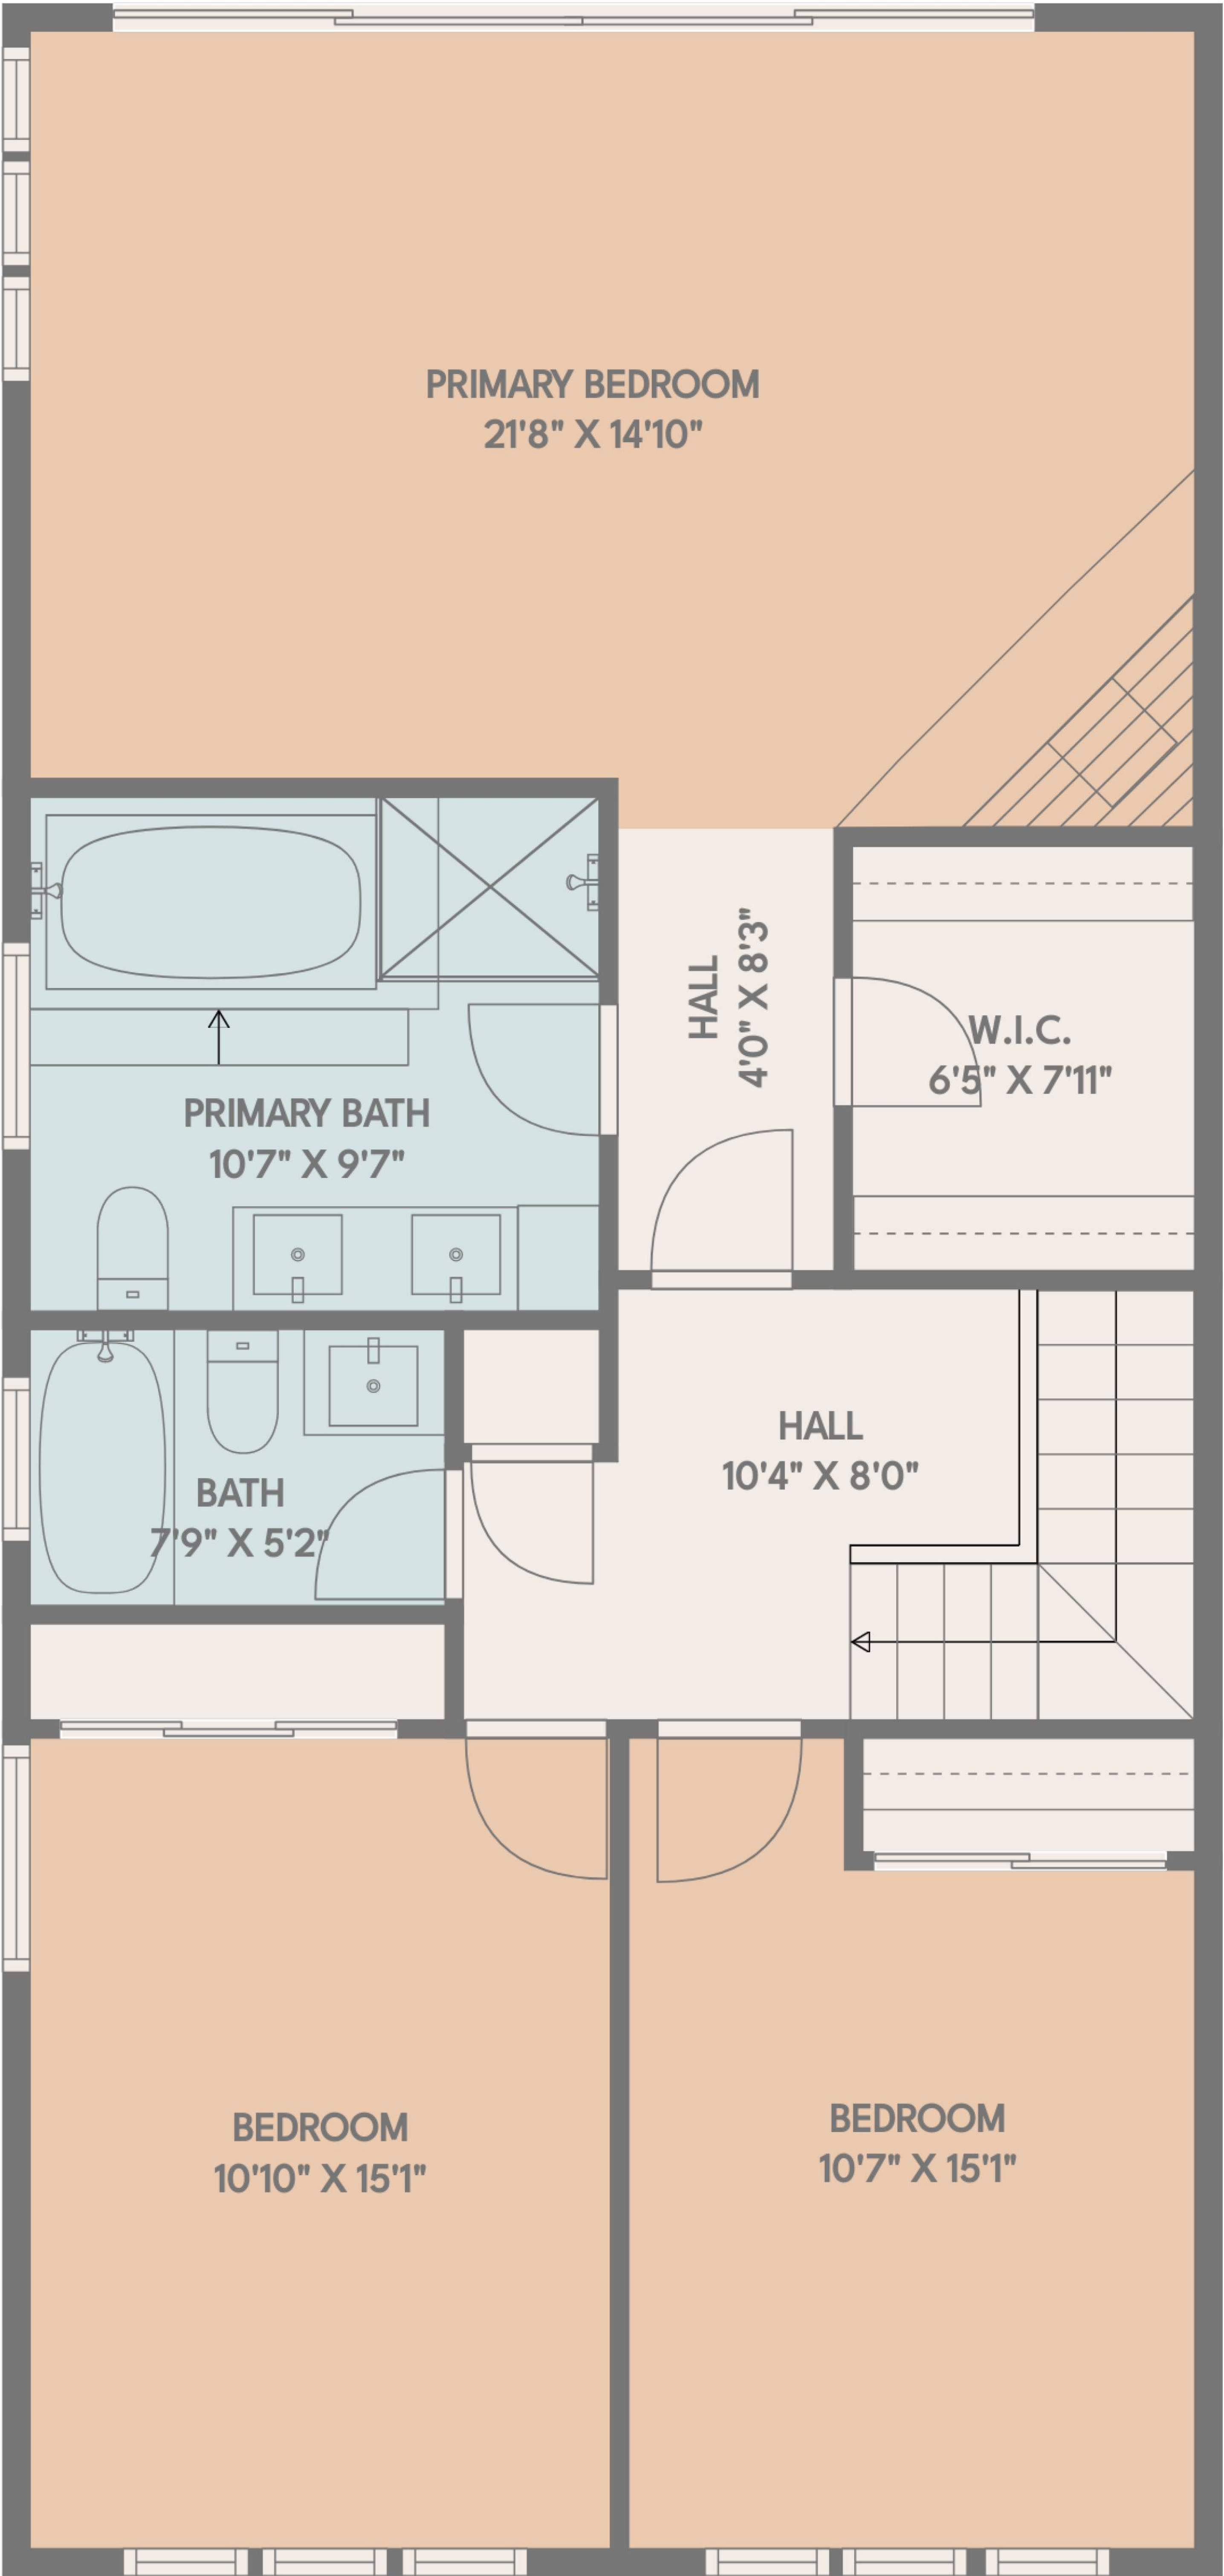 PRIMARY BEDROOM
21'8" X 14'10"
HALL
4'0" X 8'3"
W.I.C.
6'5" X 7'11"
PRIMARY BATH
10'7" X 9'7"
HALL
10'4" X 8'0"
BATH
7'9" X 5'2"
BEDROOM
10'10" X 15'1"
BEDROOM
10'7" X 15'1"